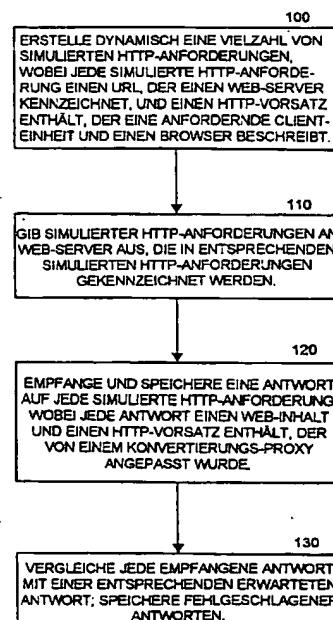 100
ERSTELLE DYNAMISCH EINE VIELZAHL VON
SIMULIERTEN HTTP-ANFORDERUNGEN,
WOBEI JEDE SIMULIERTE HTTP-ANFORDE-
RUNG EINEN URL, DER EINEN WEB-SERVER
KENNZEICHNET, UND EINEN HTTP-VORSATZ
ENTHÄLT, DER EINE ANFORDERNDE CLIENT-
EINHEIT UND EINEN BROWSER BESCHREIBT.
110
GIB SIMULIERTER HTTP-ANFORDERUNGEN AN
WEB-SERVER AUS, DIE IN ENTSPRECHENDEN
SIMULIERTEN HTTP-ANFORDERUNGEN
GEKENNZEICHNET WERDEN.
120
EMPFANGE UND SPEICHERE EINE ANTWORT
AUF JEDE SIMULIERTE HTTP-ANFORDERUNG
WOBEI JEDE ANTWORT EINEN WEB-INHALT
UND EINEN HTTP-VORSATZ ENTHÄLT, DER
VON EINEM KONVERTIERUNGS-PROXY
ANGEPASST WURDE.
130
VERGLEICHE JEDE EMPFANGENE ANTWORT
MIT EINER ENTSPRECHENDEN ERWARTETEN
ANTWORT; SPEICHERE FEHLGESCHLAGENER
ANTWORTEN.